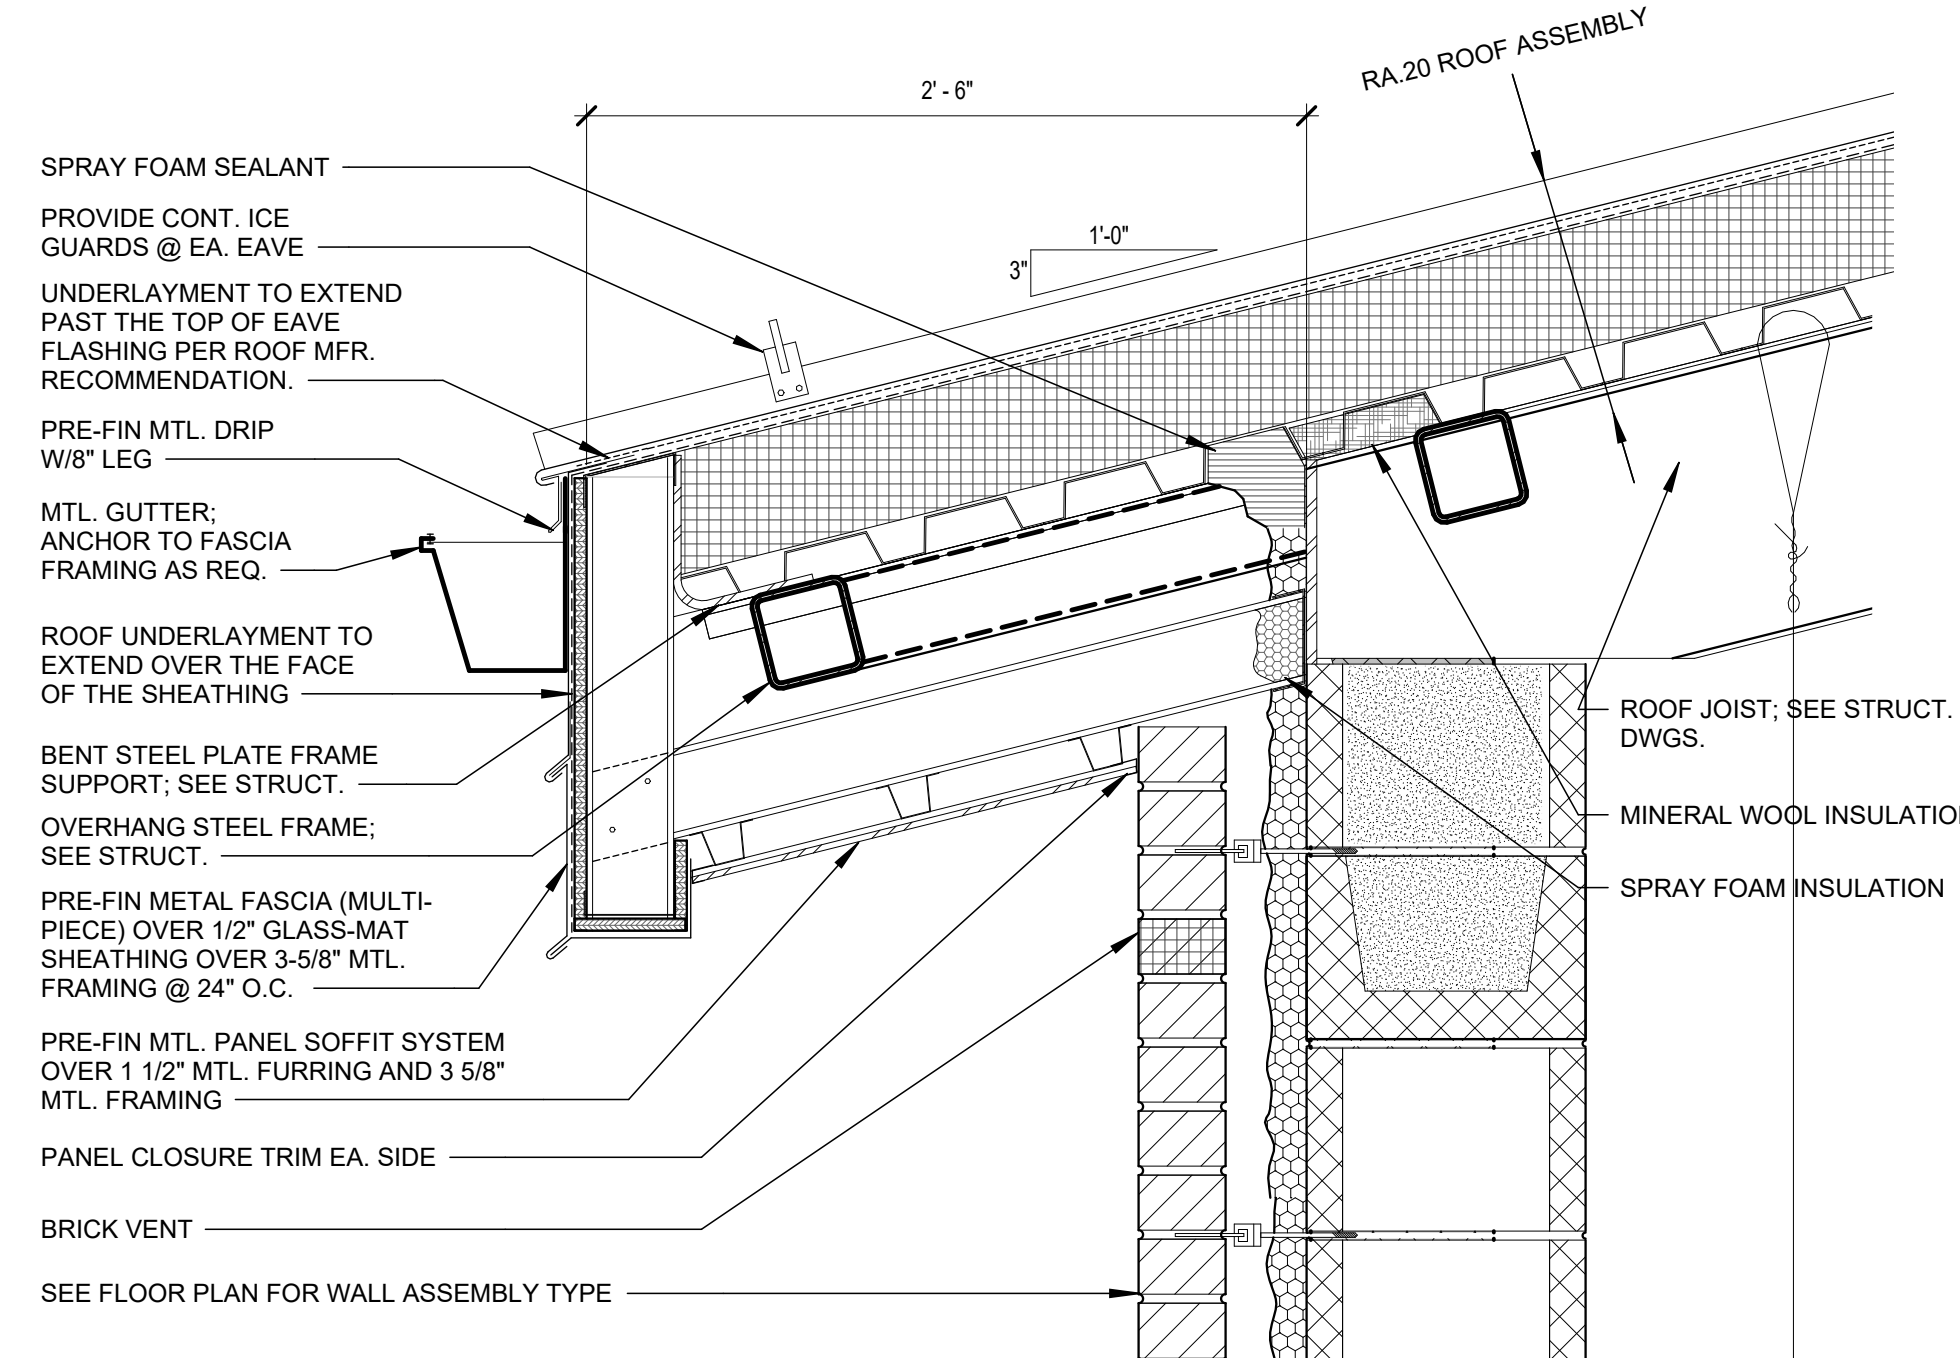 RA.20 ROOF ASSEMBLY
2' - 6"
1'-0"
3"
SPRAY FOAM SEALANT
PROVIDE CONT. ICE
GUARDS @ EA. EAVE
UNDERLAYMENT TO EXTEND
PAST THE TOP OF EAVE
FLASHING PER ROOF MFR.
RECOMMENDATION.
PRE-FIN MTL. DRIP
W/8" LEG
MTL. GUTTER;
ANCHOR TO FASCIA
FRAMING AS REQ.
ROOF UNDERLAYMENT TO
EXTEND OVER THE FACE
OF THE SHEATHING
BENT STEEL PLATE FRAME
SUPPORT; SEE STRUCT.
OVERHANG STEEL FRAME;
SEE STRUCT.
PRE-FIN METAL FASCIA (MULTI-
PIECE) OVER 1/2" GLASS-MAT
SHEATHING OVER 3-5/8" MTL.
FRAMING @ 24" O.C.
PRE-FIN MTL. PANEL SOFFIT SYSTEM
OVER 1 1/2" MTL. FURRING AND 3 5/8"
MTL. FRAMING
PANEL CLOSURE TRIM EA. SIDE
BRICK VENT
SEE FLOOR PLAN FOR WALL ASSEMBLY TYPE
ROOF JOIST; SEE STRUCT.
DWGS.
MINERAL WOOL INSULATION
SPRAY FOAM INSULATION